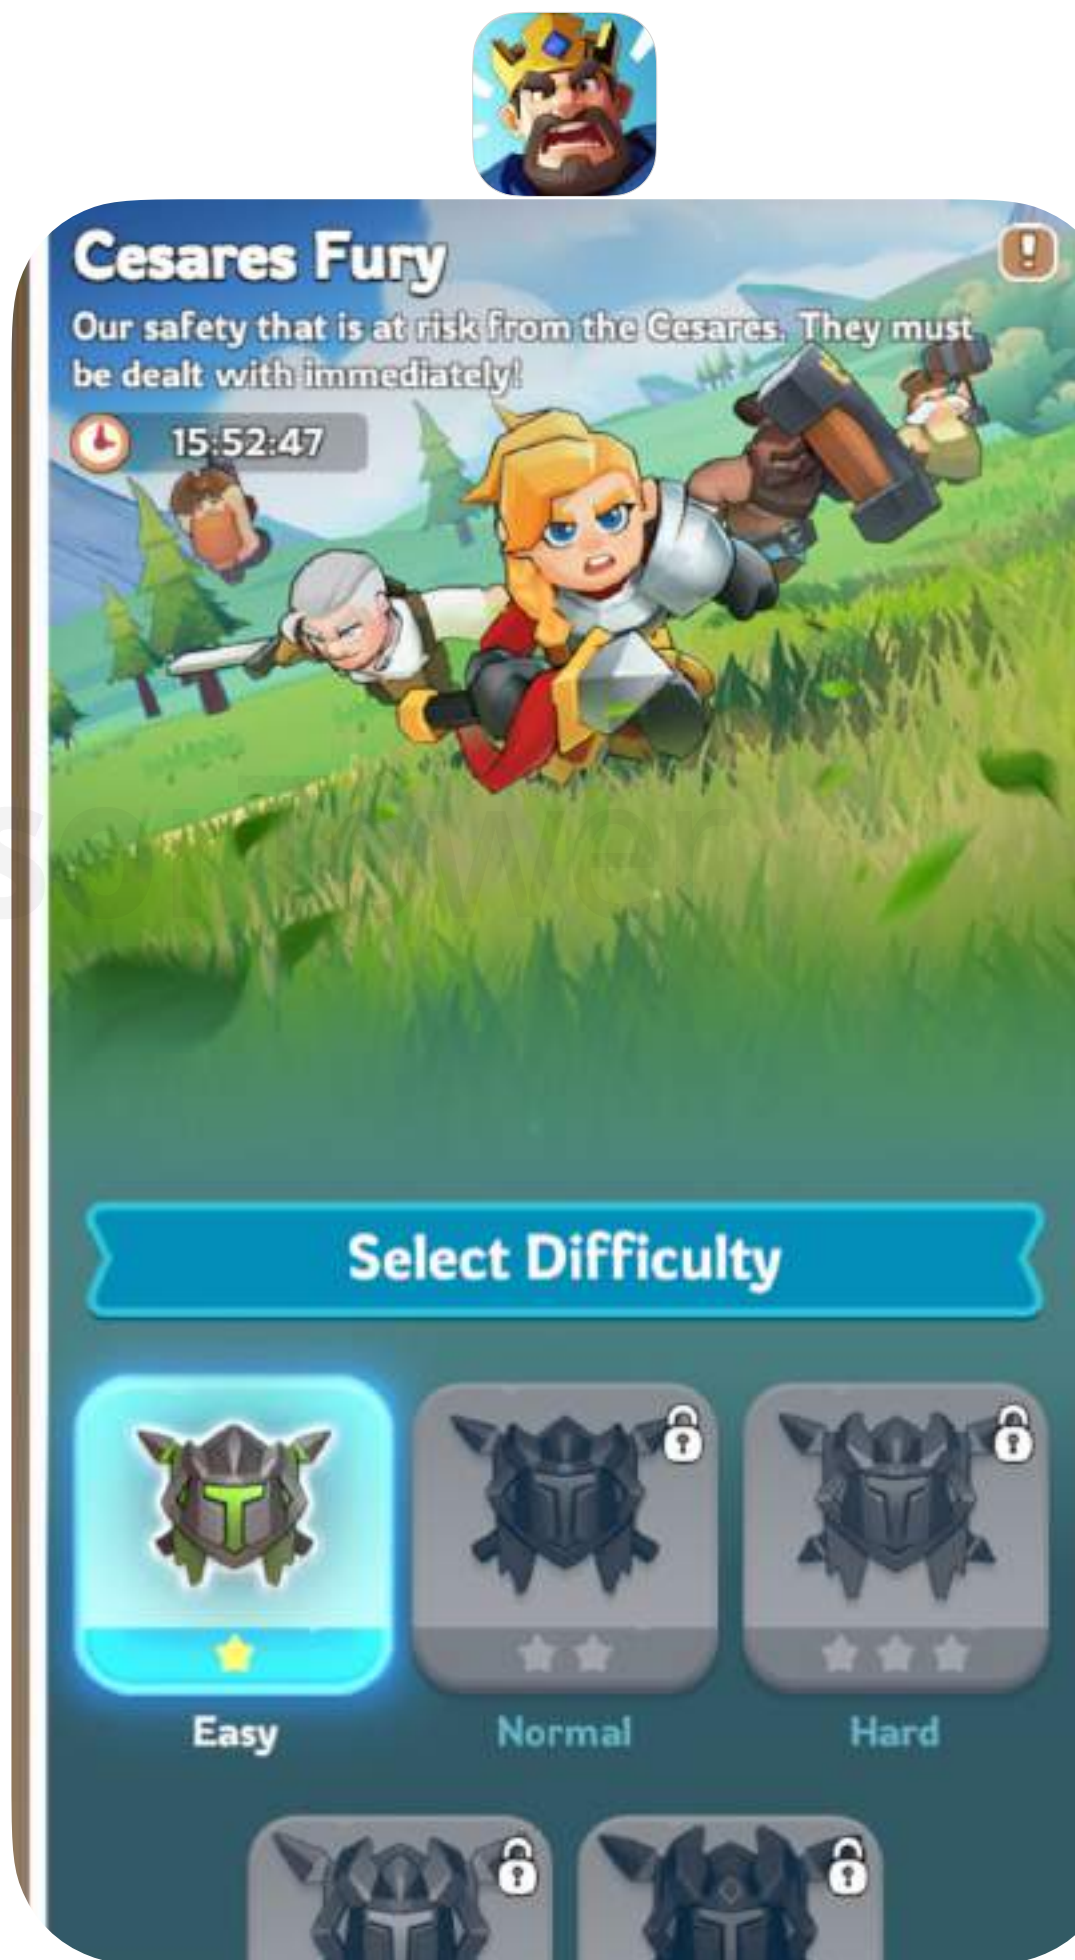 Cesares Fury
Our safety that is at risk from the Cesares. They must
be dealt with immediately!
15:52:47
Select Difficulty
Easy
Normal
Hard